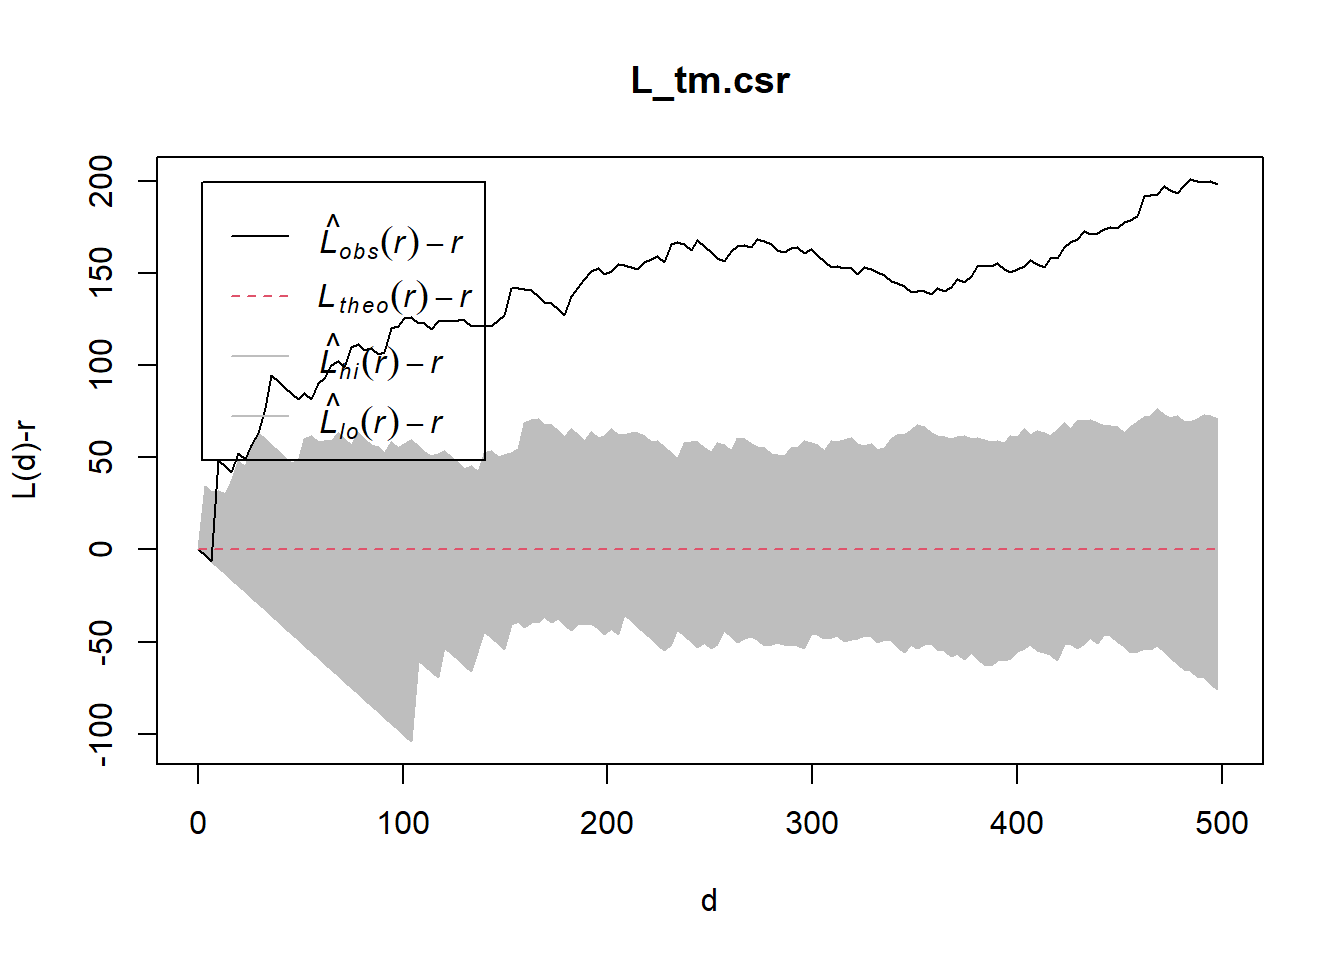 L_tm.csr
200
150
100
50
0
-50
-100
L(d)-r
L̂obs(r) − r
Ltheo(r) − r
L̂hi(r) − r
L̂lo(r) − r
0 100 200 300 400 500
d